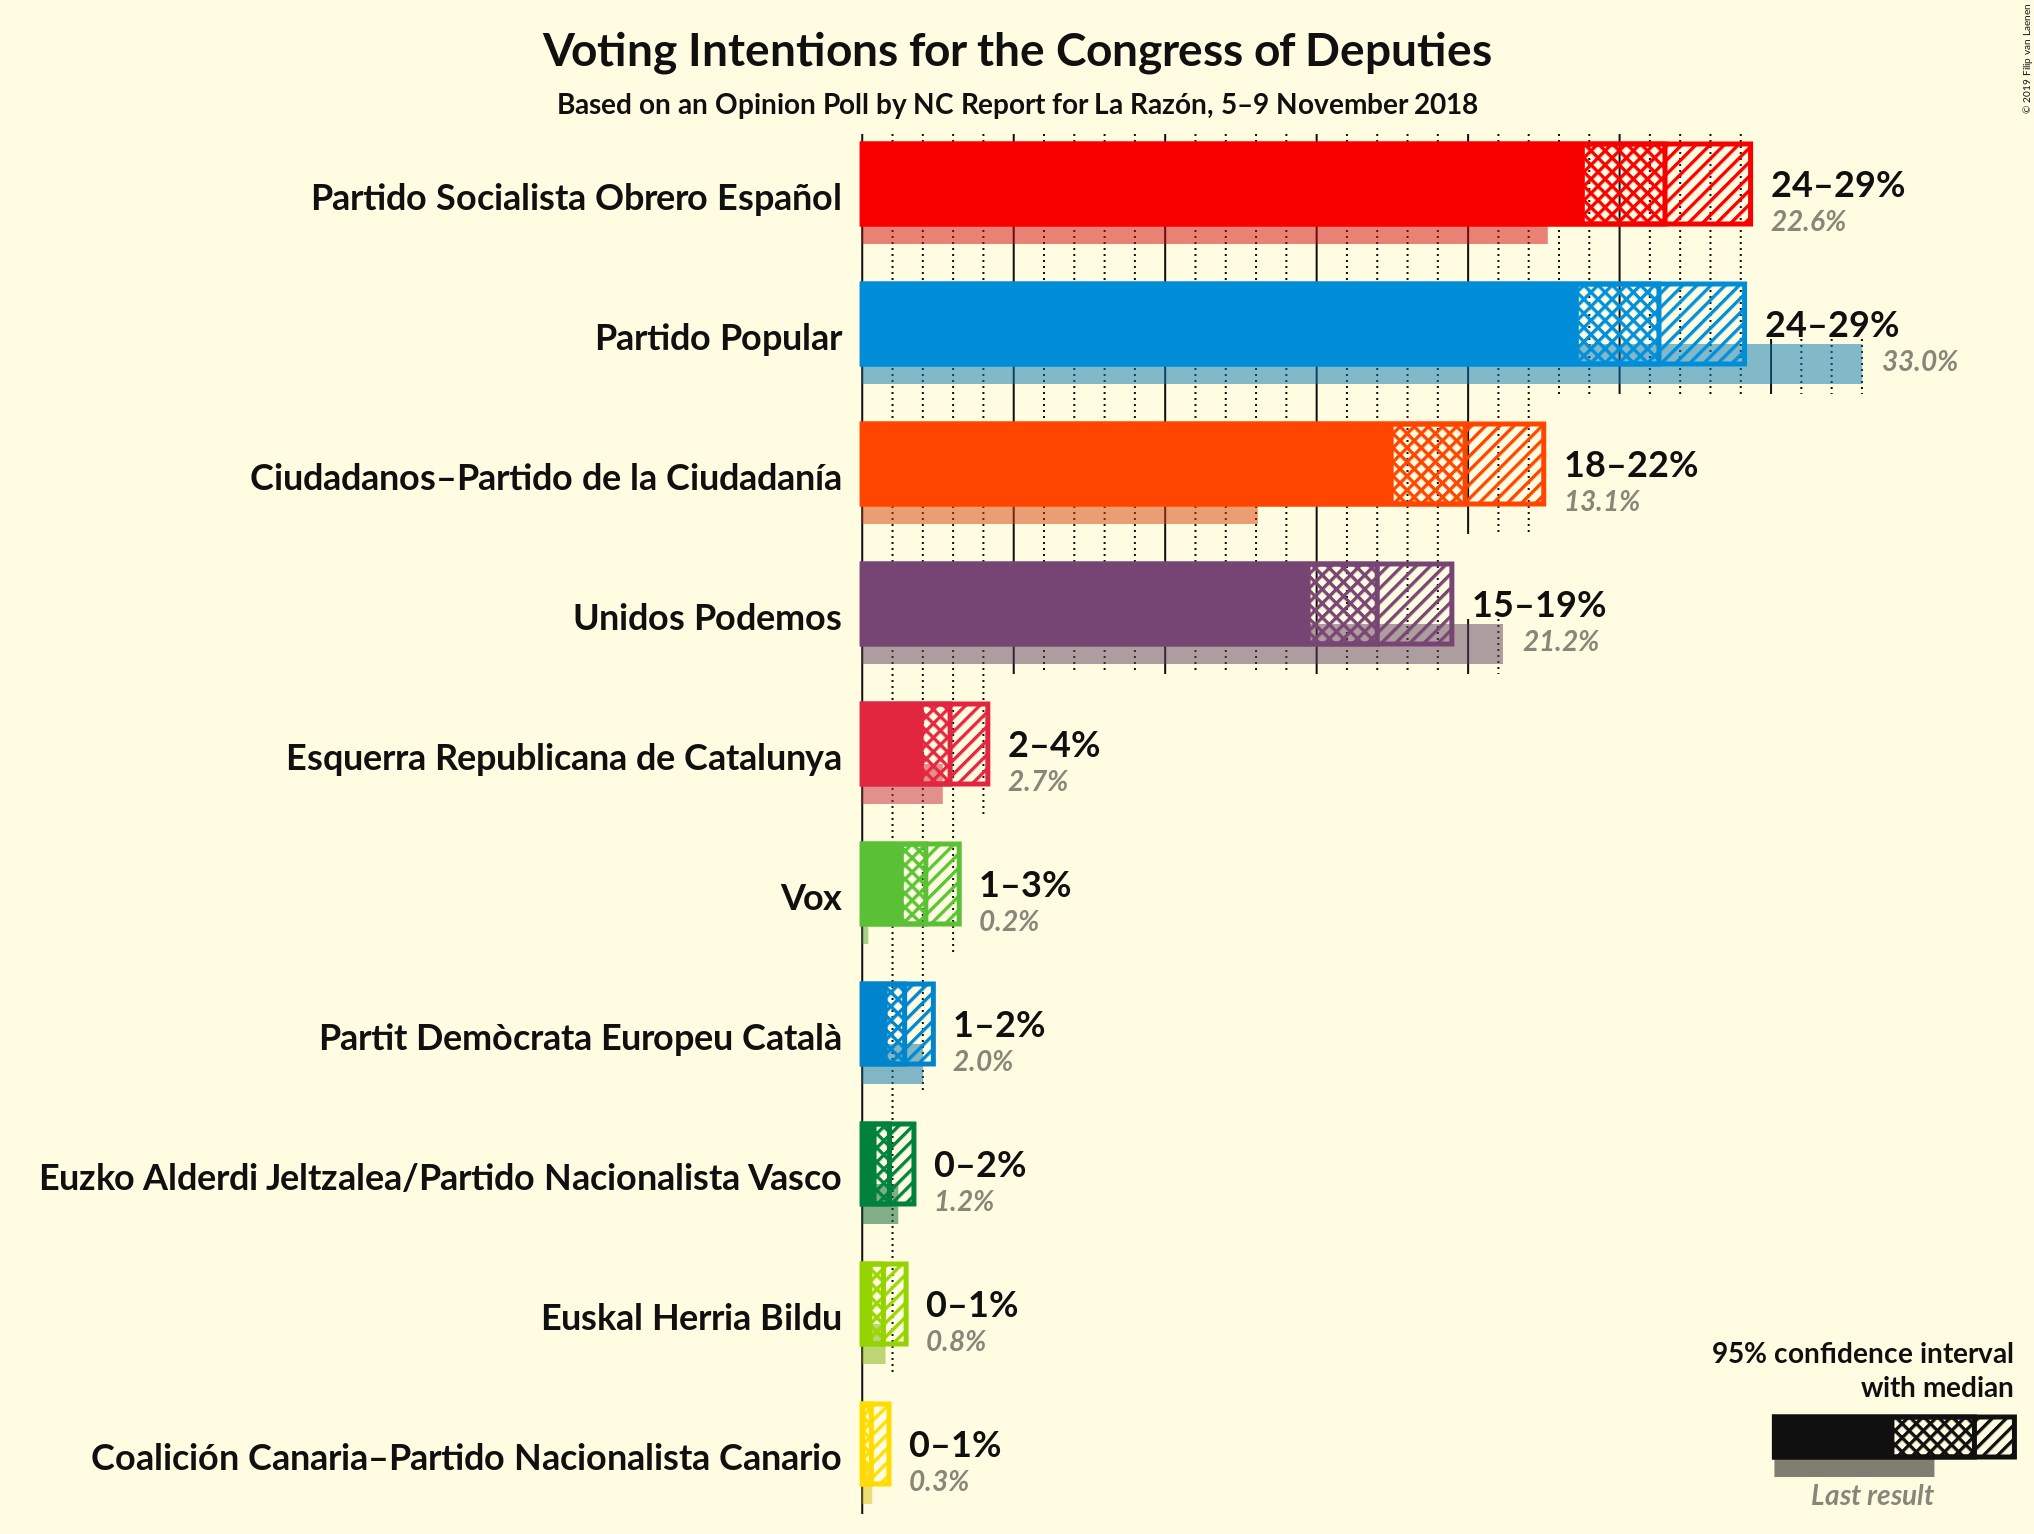 Voting Intentions for the Congress of Deputies
Based on an Opinion Poll by NC Report for La Razón, 5–9 November 2018
© 2019 Filip van Laenen
Partido Socialista Obrero Español
24–29%
22.6%
Partido Popular
24–29%
33.0%
Ciudadanos–Partido de la Ciudadanía
18–22%
13.1%
Unidos Podemos
15–19%
21.2%
Esquerra Republicana de Catalunya
2–4%
2.7%
Vox
1–3%
0.2%
Partit Demòcrata Europeu Català
1–2%
2.0%
Euzko Alderdi Jeltzalea/Partido Nacionalista Vasco
0–2%
1.2%
Euskal Herria Bildu
0–1%
0.8%
Coalición Canaria–Partido Nacionalista Canario
0–1%
0.3%
95% confidence interval
with median
Last result